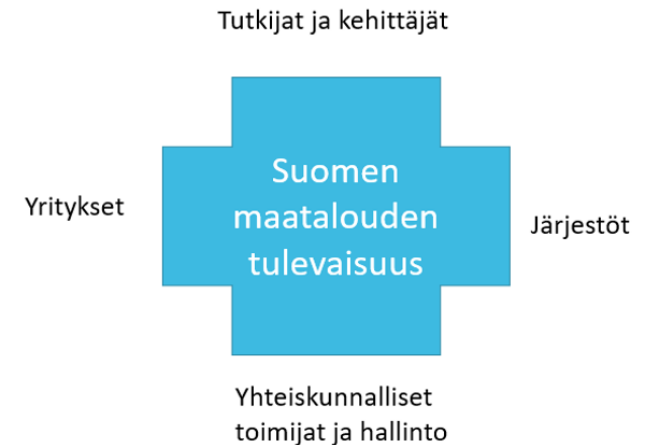 Tutkijat ja kehittäjät
Suomen
maatalouden
tulevaisuus
Yritykset
Järjestöt
Yhteiskunnalliset
toimijat ja hallinto